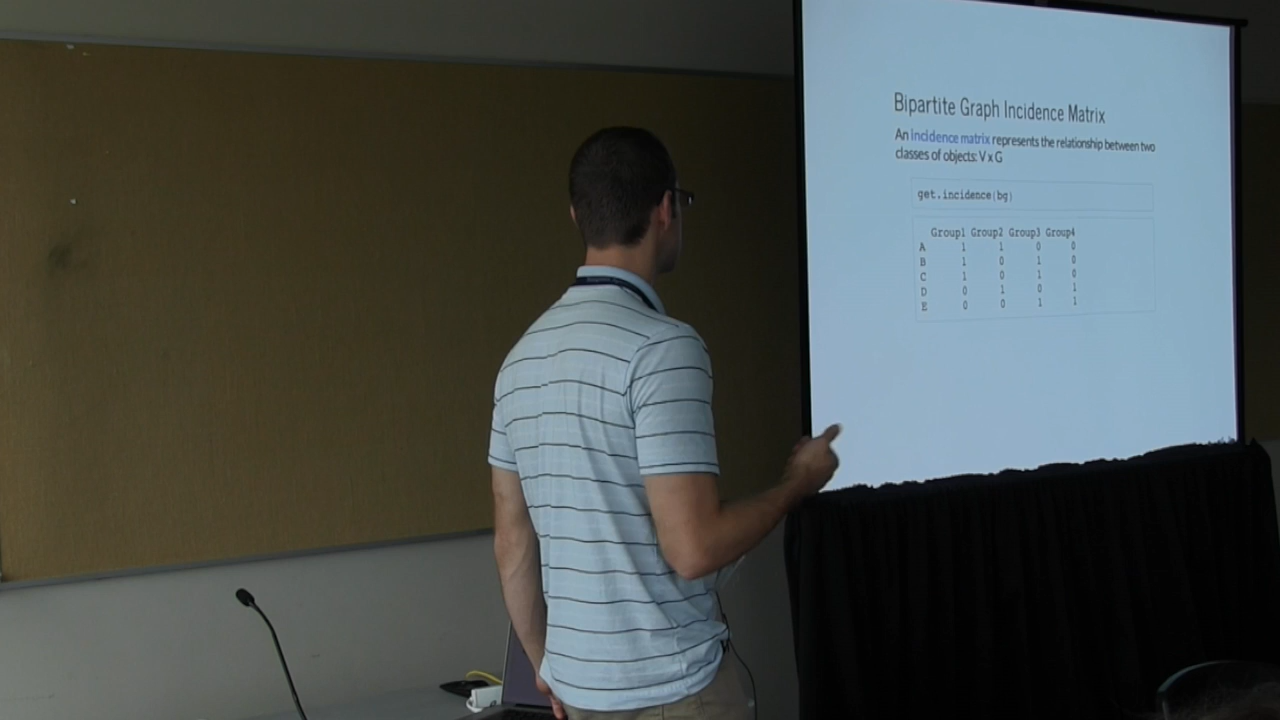 Bipartite Graph Incidence Matrix
An incidence matrix represents the relationship between two
classes of objects: V x G
get.incidence(bg)
Group1 Group2 Group3 Group4
A 1 1 0 0
B 1 0 1 0
C 1 0 1 0
D 0 1 0 1
E 0 0 1 1